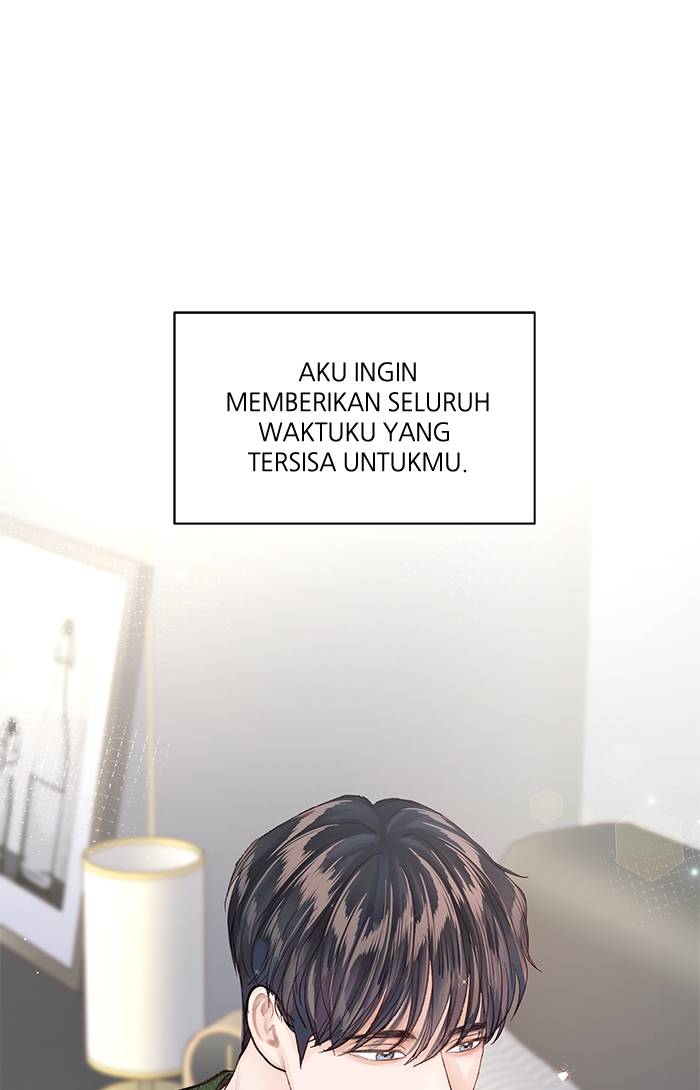 AKU INGIN
MEMBERIKAN SELURUH
WAKTUKU YANG
TERSISA UNTUKMU.